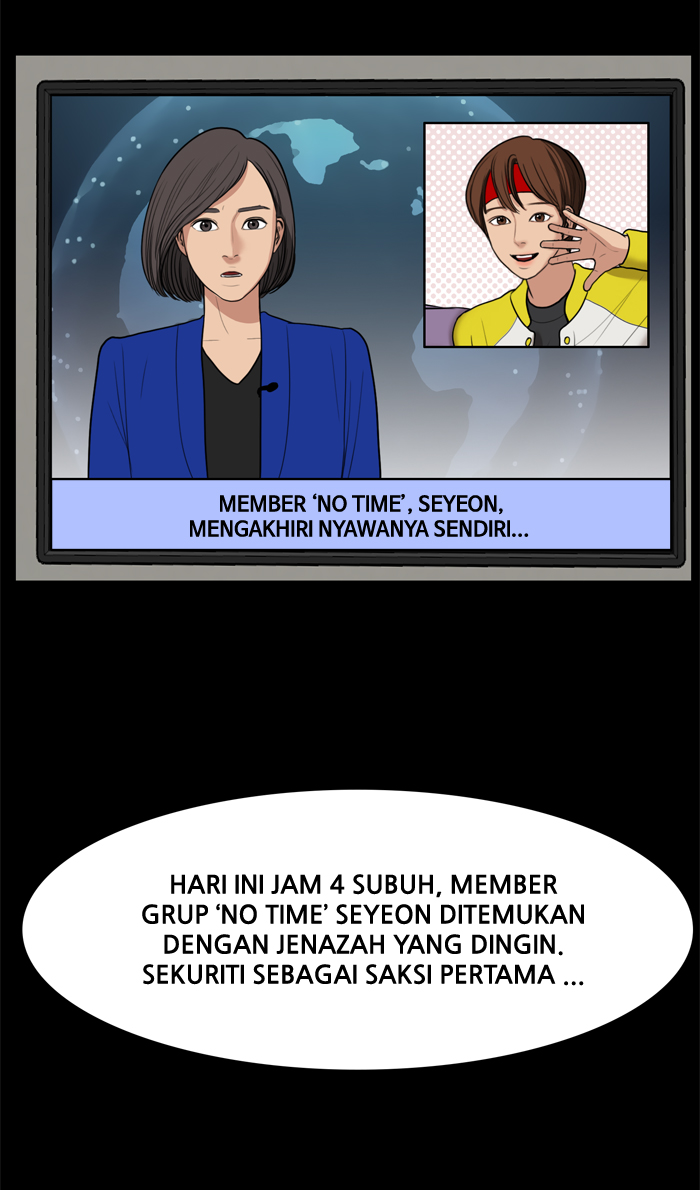 MEMBER ‘NO TIME’, SEYEON,
MENGAKHIRI NYAWANYA SENDIRI...
HARI INI JAM 4 SUBUH, MEMBER
GRUP ‘NO TIME’ SEYEON DITEMUKAN
DENGAN JENAZAH YANG DINGIN.
SEKURITI SEBAGAI SAKSI PERTAMA ...